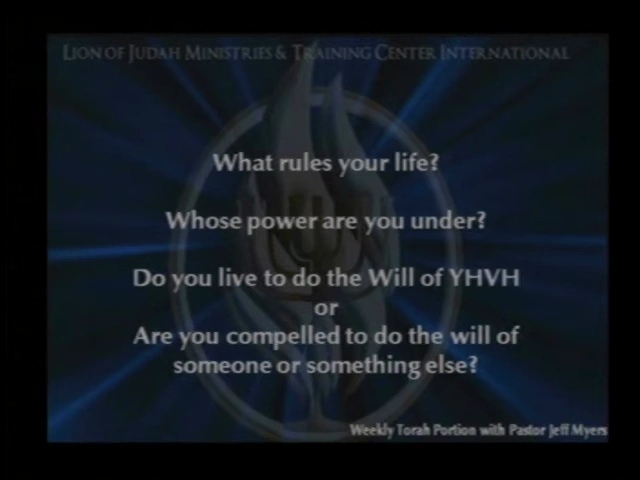 LION OF JUDAH MINISTRIES & TRAINING CENTER INTERNATIONAL
What rules your life?
Whose power are you under?
Do you live to do the Will of YHVH
or
Are you compelled to do the will of
someone or something else?
Weekly Torah Portion with Pastor Jeff Myers